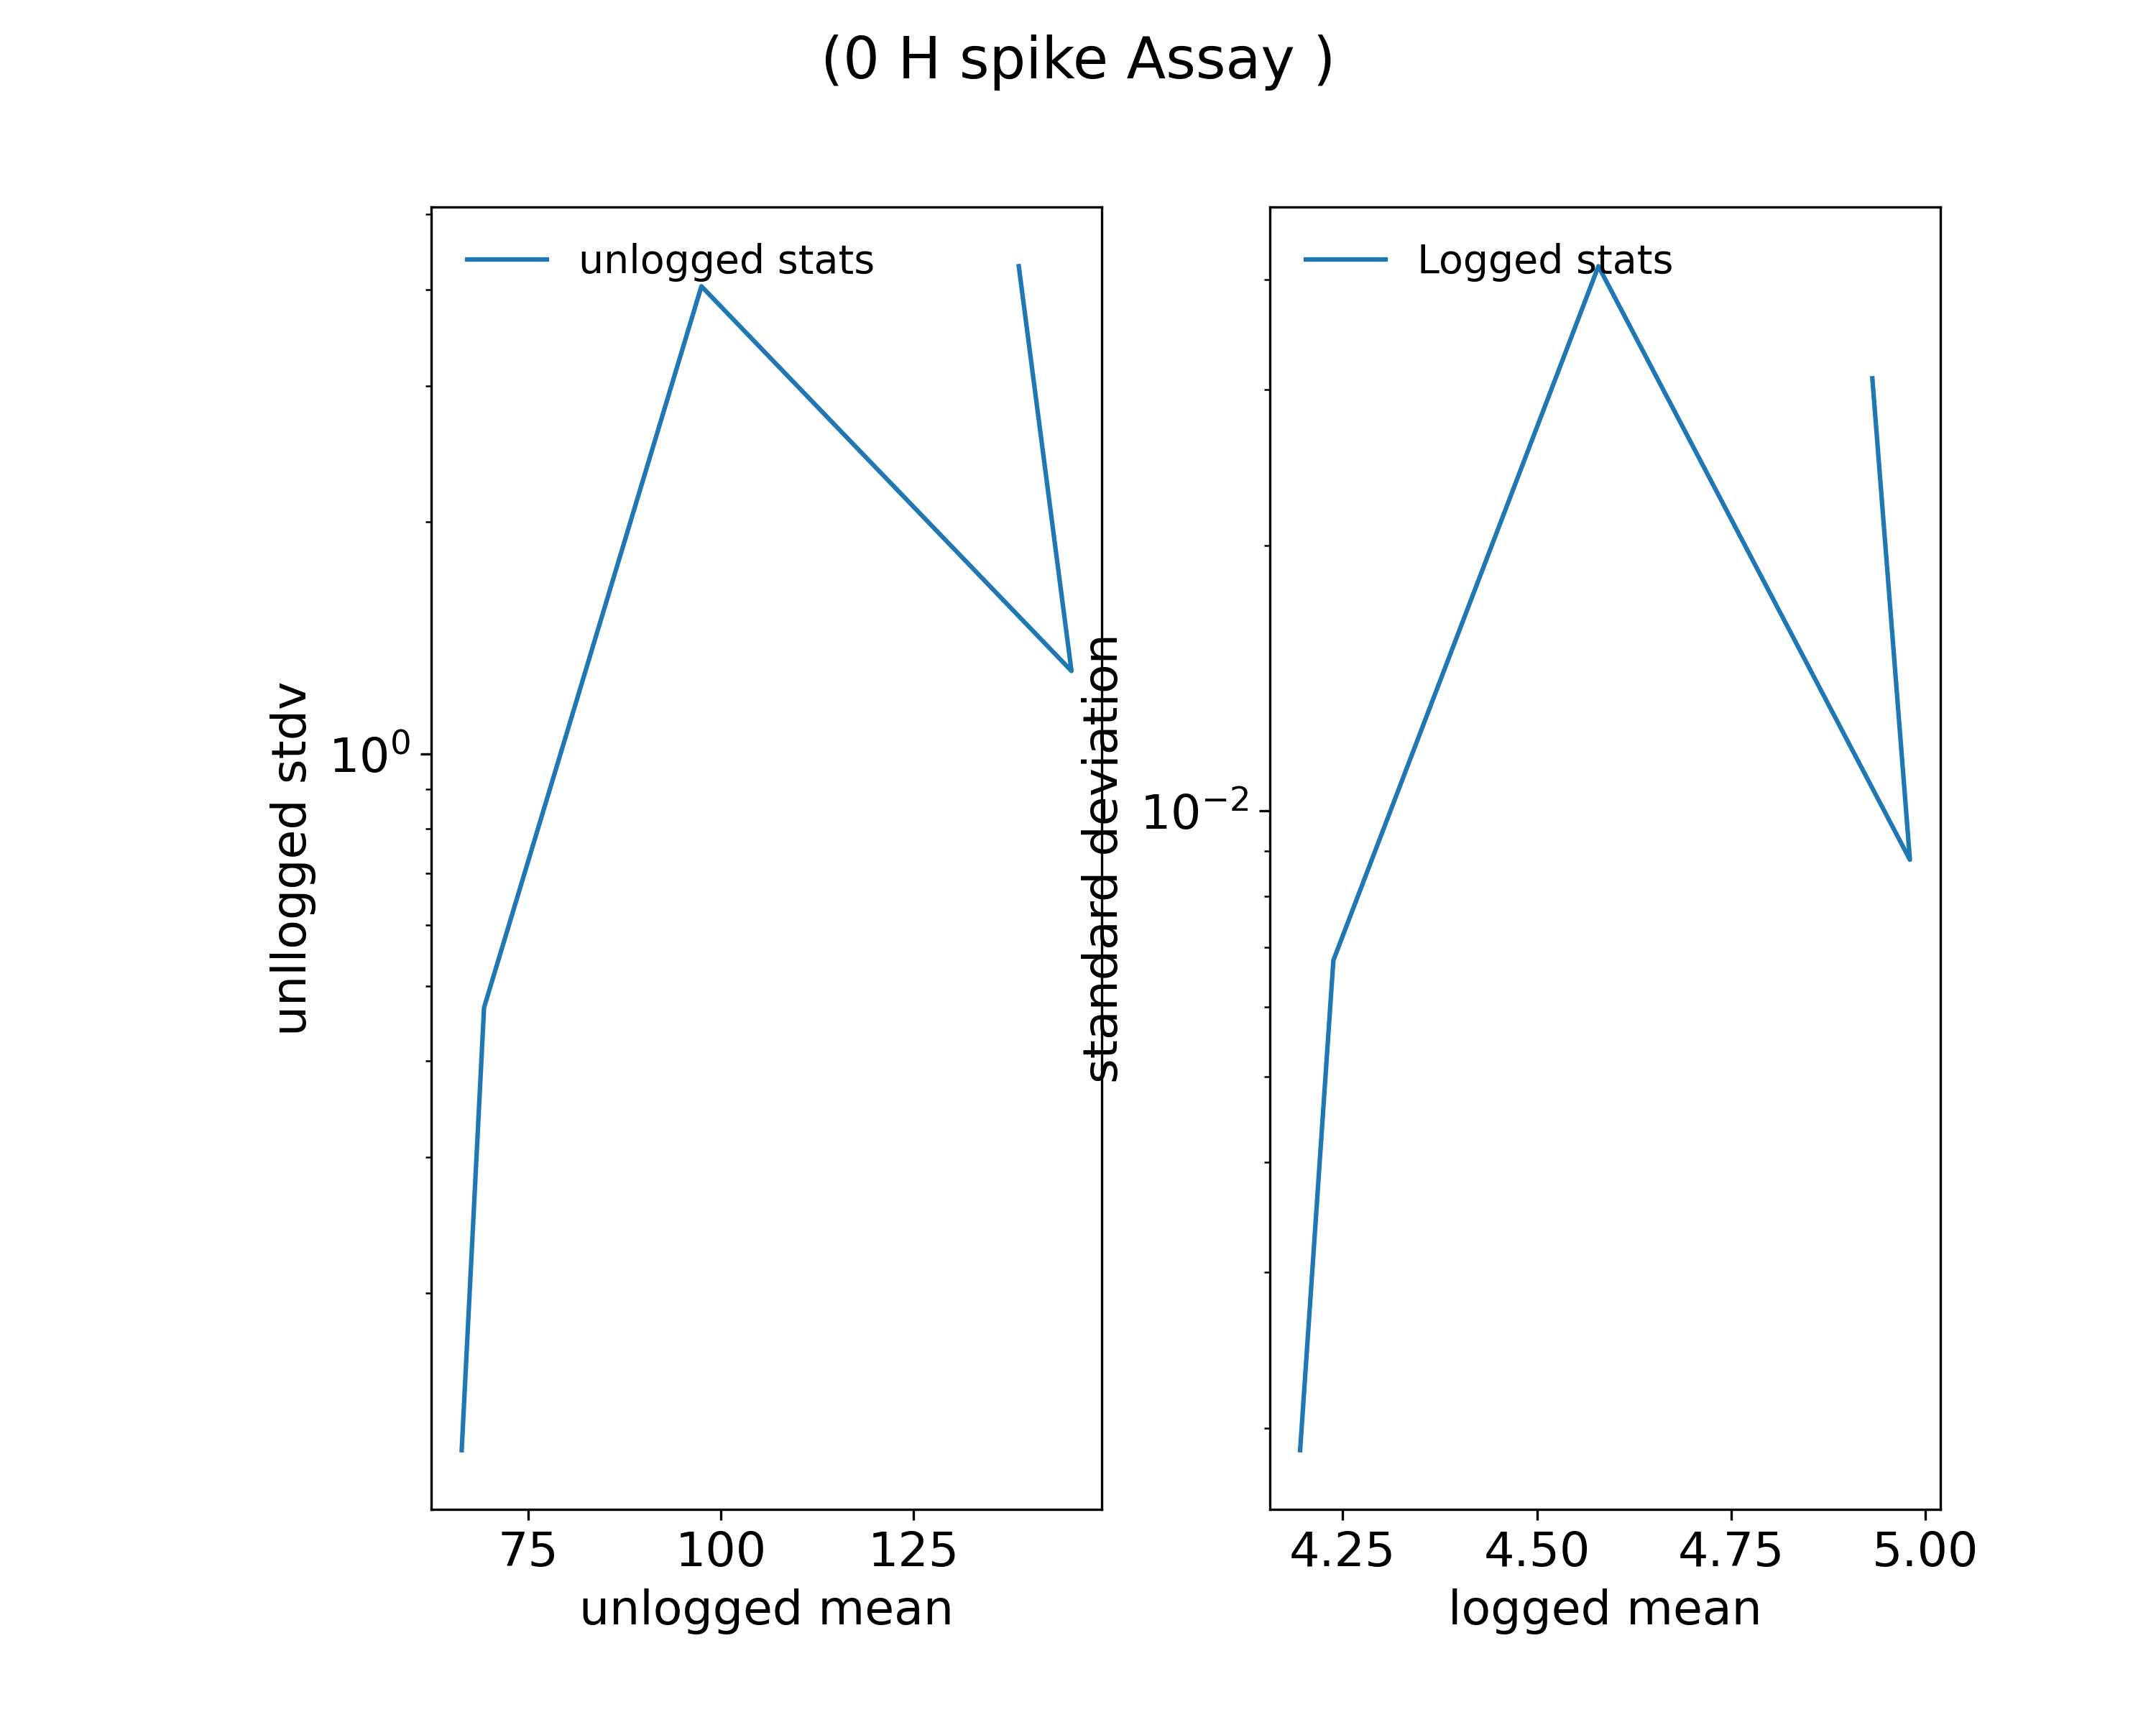 (0 H spike Assay )
unlogged stats
unlogged stdv
10⁰
75 100 125
unlogged mean
Logged stats
standard deviation
10⁻²
4.25 4.50 4.75 5.00
logged mean